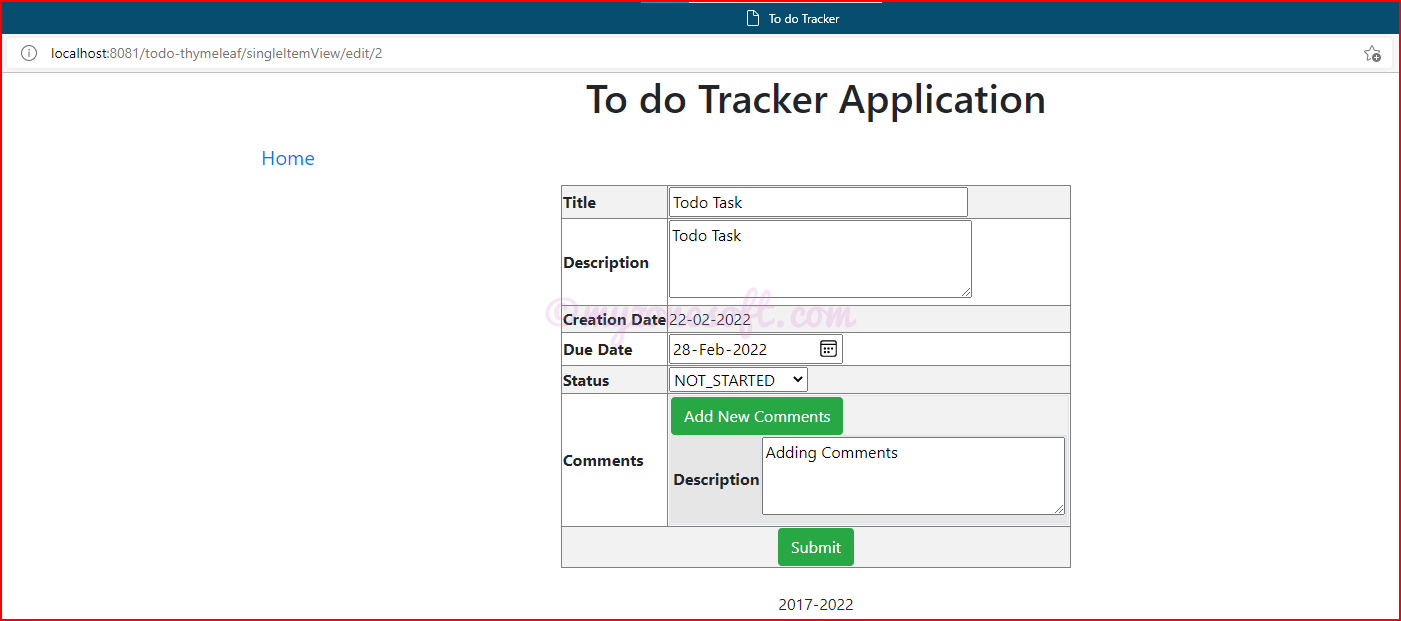 To do Tracker
localhost:8081/todo-thymeleaf/singleItemView/edit/2
To do Tracker Application
Home
Title Todo Task
Description Todo Task
©myzonesoft.com
Creation Date 22-02-2022
Due Date 28-Feb-2022
Status NOT_STARTED
Add New Comments
Comments
Description Adding Comments
Submit
2017-2022